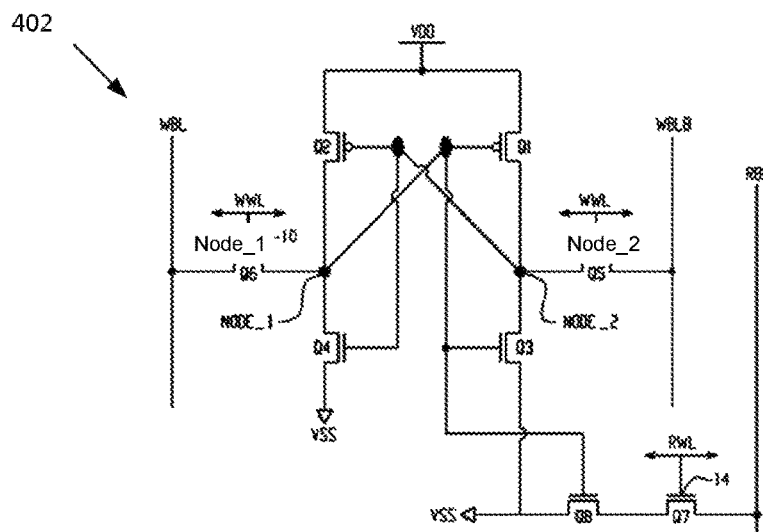 402
VDD
WBL
WBLB
RB
Q2
Q1
WWL
WWL
Node_1 -10
Node_2
Q6
Q5
NODE_1
NODE_2
Q4
Q3
VSS
RWL
14
VSS
Q8
Q7